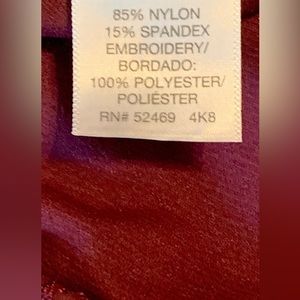 85% NYLON
15% SPANDEX
EMBROIDERY/
BORDADO:
100% POLYESTER/
POLIÉSTER
RN# 52469 4K8